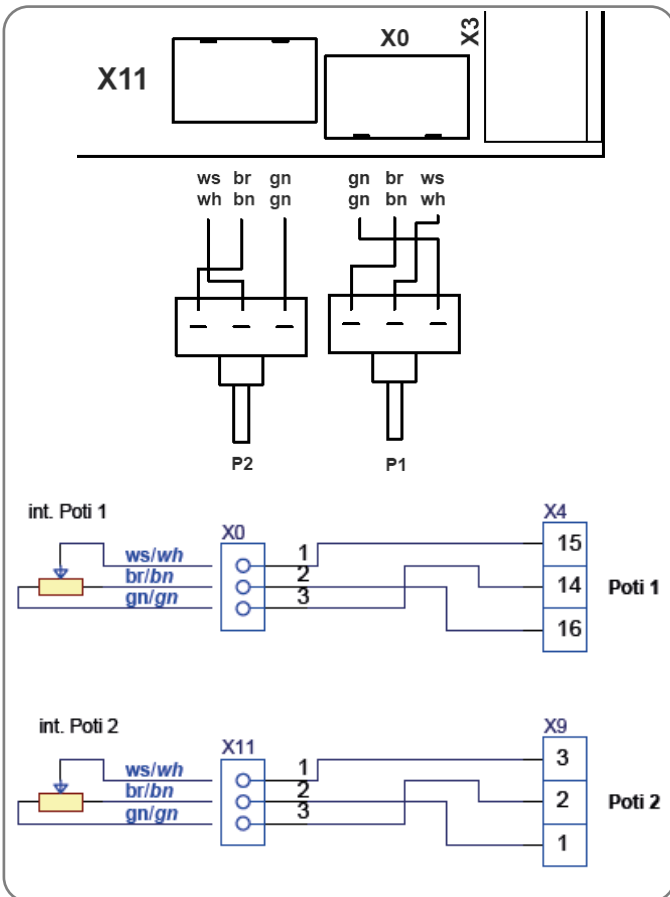 X11 X0 X3
ws br gn gn br ws
wh bn gn gn bn wh
P2 P1
int. Poti 1
X0 X4
ws/wh 1 15
br/bn 2 14 Poti 1
gn/gn 3 16
int. Poti 2
X11 X9
ws/wh 1 3
br/bn 2 2 Poti 2
gn/gn 3 1